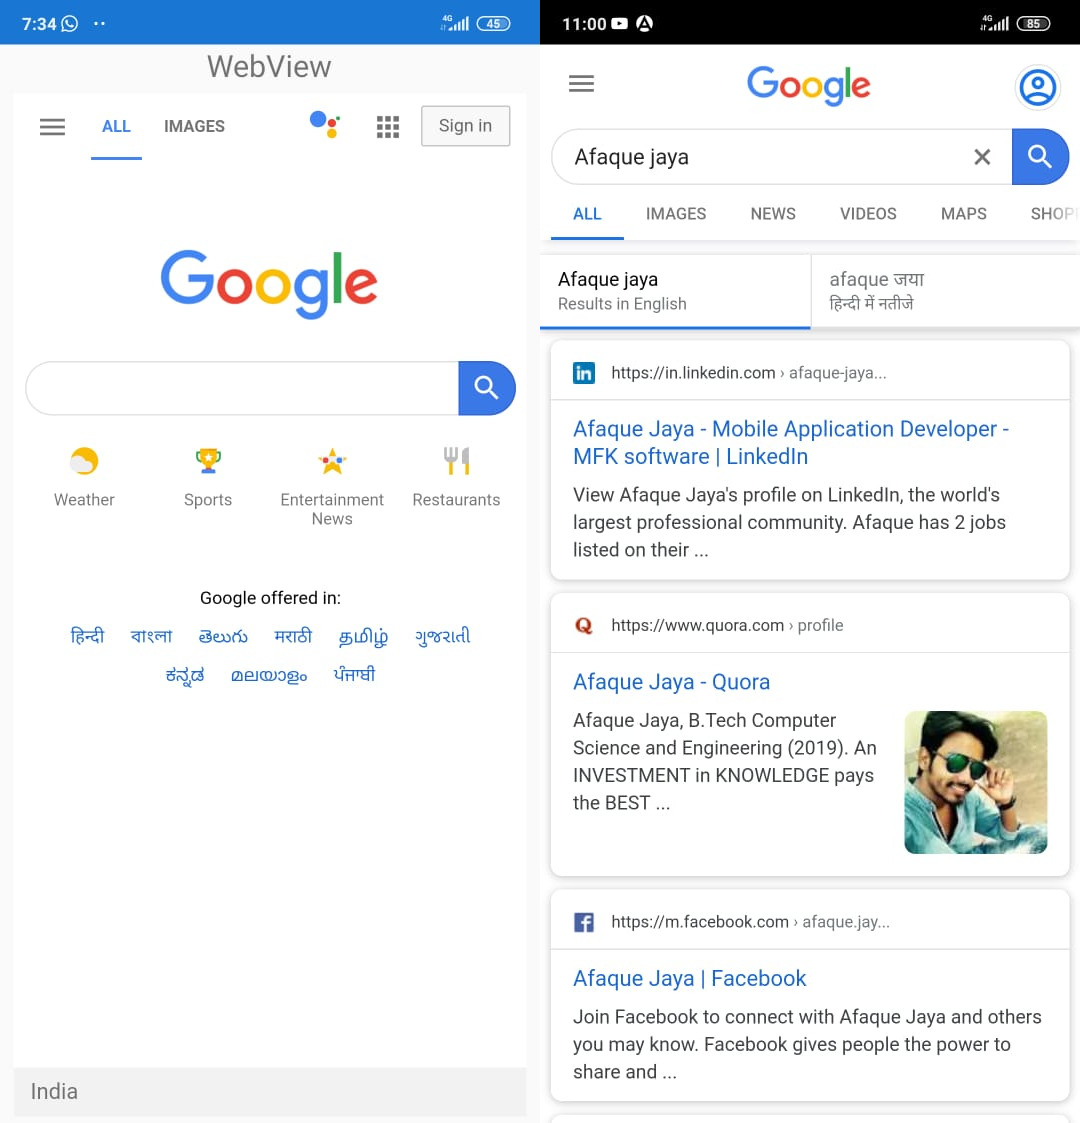 7:34
4G
45
WebView
ALL
IMAGES
Sign in
Google
Weather
Sports
Entertainment
News
Restaurants
Google offered in:
हिन्दी বাংলা తెలుగు मराठी தமிழ் ગુજરાતી
ಕನ್ನಡ മലയാളം ਪੰਜਾਬੀ
India
11:00
4G
85
Google
Afaque jaya
ALL
IMAGES
NEWS
VIDEOS
MAPS
SHOP
Afaque jaya
Results in English
afaque जया
हिन्दी में नतीजे
in
https://in.linkedin.com › afaque-jaya...
Afaque Jaya - Mobile Application Developer -
MFK software | LinkedIn
View Afaque Jaya's profile on LinkedIn, the world's
largest professional community. Afaque has 2 jobs
listed on their ...
Q
https://www.quora.com › profile
Afaque Jaya - Quora
Afaque Jaya, B.Tech Computer
Science and Engineering (2019). An
INVESTMENT in KNOWLEDGE pays
the BEST ...
f
https://m.facebook.com › afaque.jay...
Afaque Jaya | Facebook
Join Facebook to connect with Afaque Jaya and others
you may know. Facebook gives people the power to
share and ...